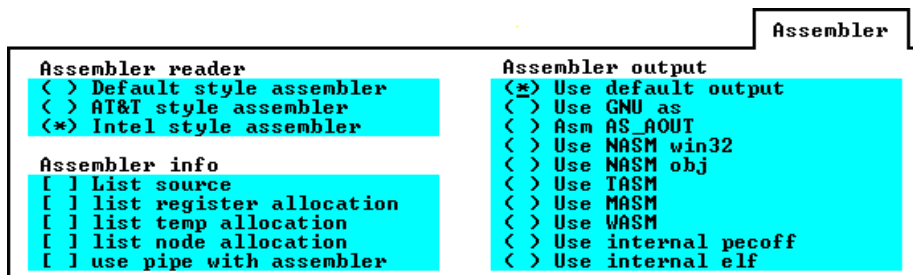 Assembler
Assembler reader
( ) Default style assembler
( ) AT&T style assembler
(*) Intel style assembler
Assembler info
[ ] List source
[ ] list register allocation
[ ] list temp allocation
[ ] list node allocation
[ ] use pipe with assembler
Assembler output
(*) Use default output
( ) Use GNU as
( ) Asm AS_AOUT
( ) Use NASM win32
( ) Use NASM obj
( ) Use TASM
( ) Use MASM
( ) Use WASM
( ) Use internal pecoff
( ) Use internal elf